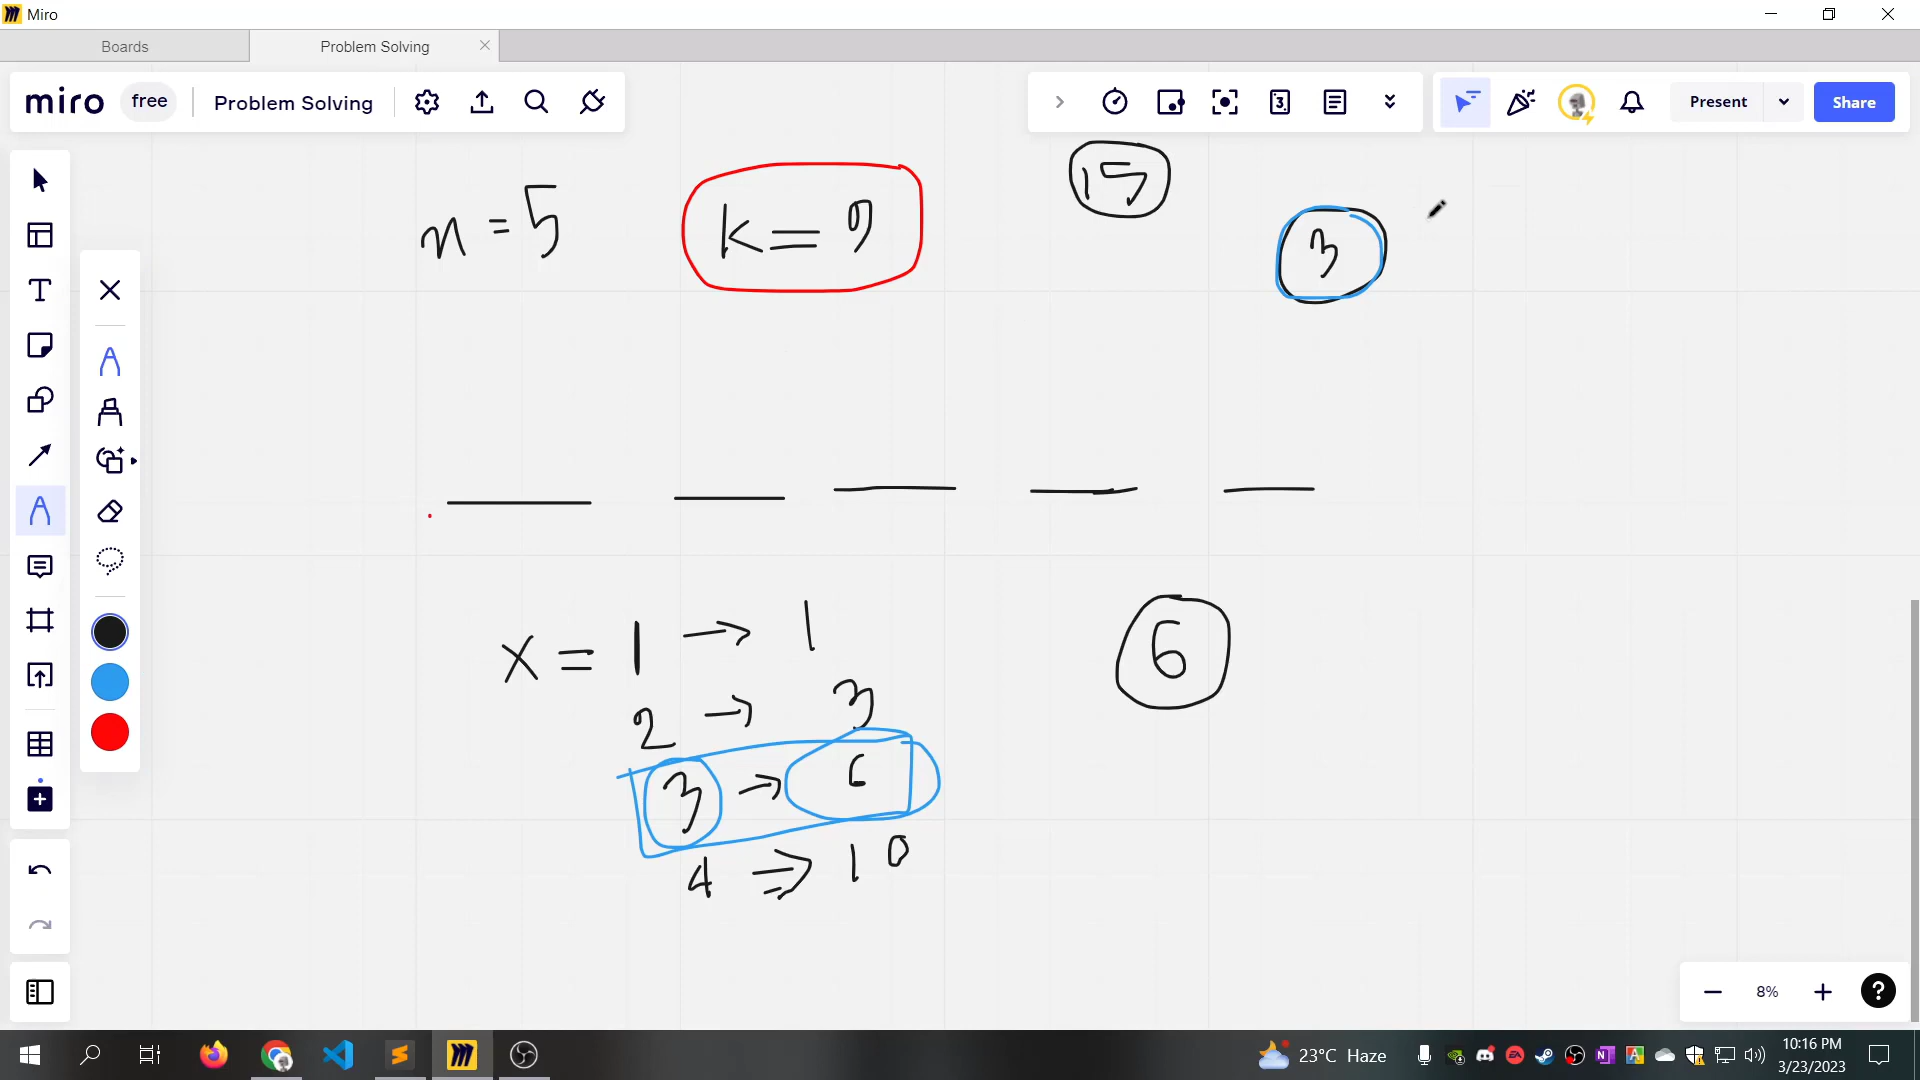 Miro
Boards
Problem Solving
miro
free
Problem Solving
3
Present
Share
n = 5
k = 9
15
3
x = 1 → 1
2 → 3
3 → 6
4 ⇒ 10
6
8%
23°C Haze
10:16 PM
3/23/2023